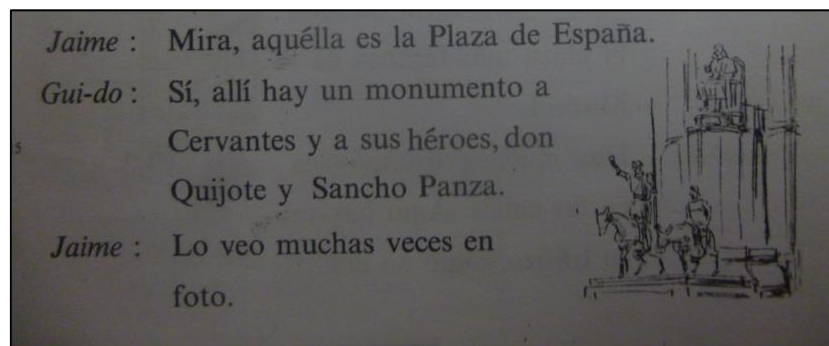 Jaime : Mira, aquélla es la Plaza de España.
Gui-do : Sí, allí hay un monumento a
5 Cervantes y a sus héroes, don
Quijote y Sancho Panza.
Jaime : Lo veo muchas veces en
foto.